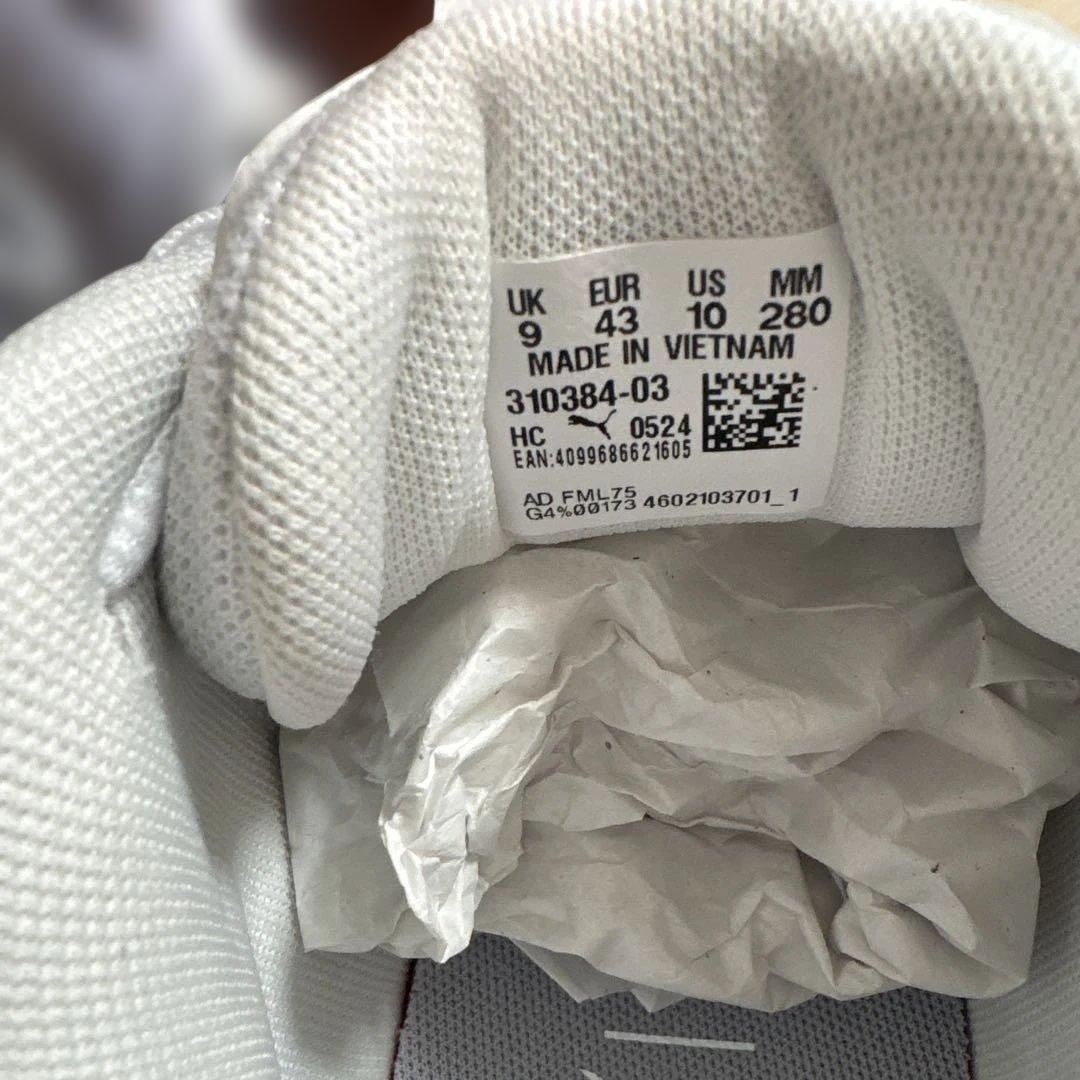 UK EUR US MM
9 43 10 280
MADE IN VIETNAM
310384-03
HC 0524
EAN:4099686621605
AD FML75
G4%00173 4602103701_1